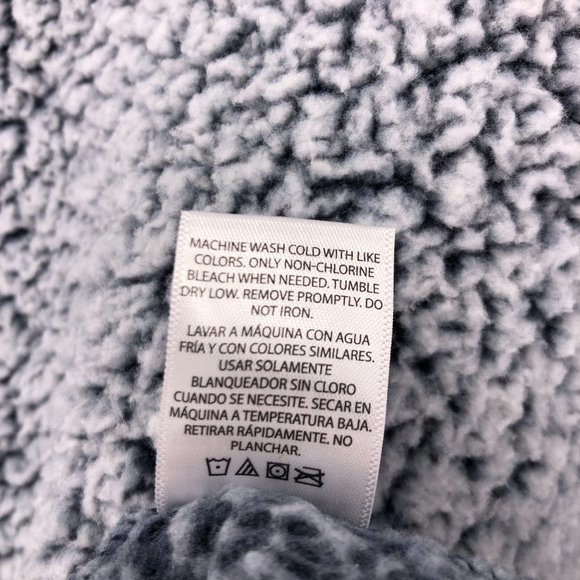 MACHINE WASH COLD WITH LIKE
COLORS. ONLY NON-CHLORINE
BLEACH WHEN NEEDED. TUMBLE
DRY LOW. REMOVE PROMPTLY. DO
NOT IRON.
LAVAR A MÁQUINA CON AGUA
FRÍA Y CON COLORES SIMILARES.
USAR SOLAMENTE
BLANQUEADOR SIN CLORO
CUANDO SE NECESITE. SECAR EN
MÁQUINA A TEMPERATURA BAJA.
RETIRAR RÁPIDAMENTE. NO
PLANCHAR.